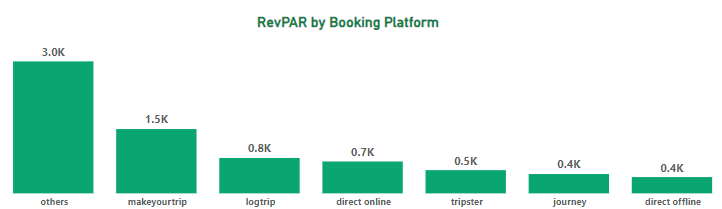 RevPAR by Booking Platform
3.0K
1.5K
0.8K
0.7K
0.5K
0.4K
0.4K
others
makeyourtrip
logtrip
direct online
tripster
journey
direct offline